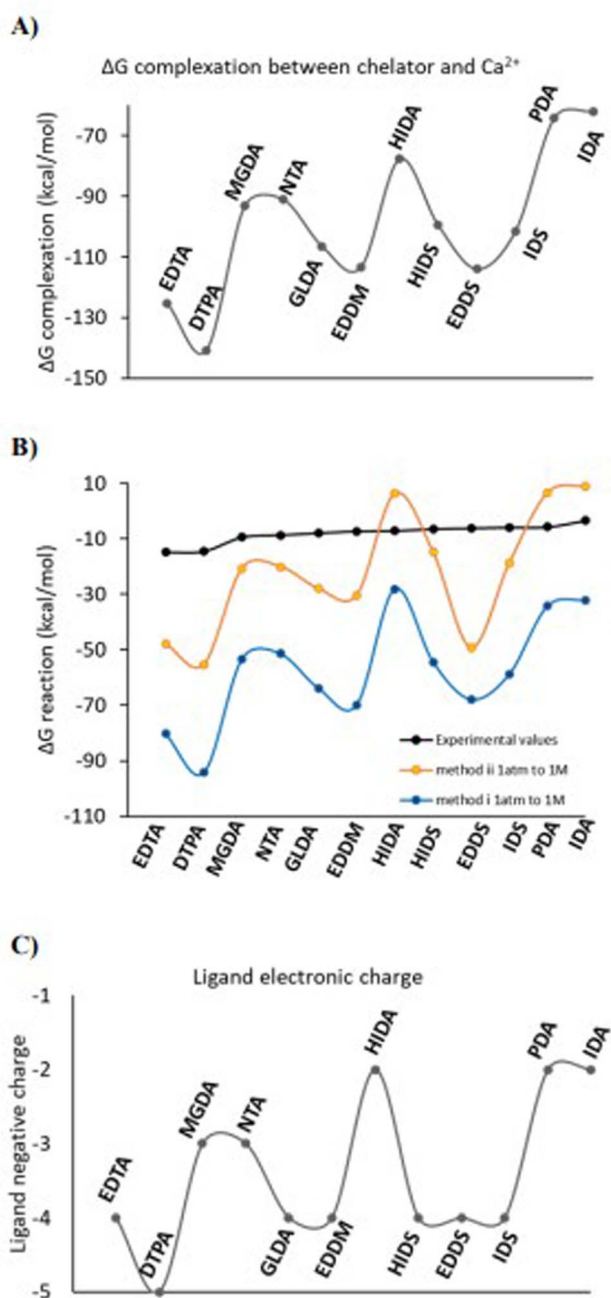 A)
ΔG complexation between chelator and Ca²⁺
ΔG complexation (kcal/mol)
-70
-90
-110
-130
-150
EDTA
DTPA
MGDA
NTA
GLDA
EDDM
HIDA
HIDS
EDDS
IDS
PDA
IDA
B)
ΔG reaction (kcal/mol)
10
-10
-30
-50
-70
-90
-110
Experimental values
method ii 1atm to 1M
method i 1atm to 1M
EDTA
DTPA
MGDA
NTA
GLDA
EDDM
HIDA
HIDS
EDDS
IDS
PDA
IDA
C)
Ligand electronic charge
Ligand negative charge
-1
-2
-3
-4
-5
EDTA
DTPA
MGDA
NTA
GLDA
EDDM
HIDA
HIDS
EDDS
IDS
PDA
IDA